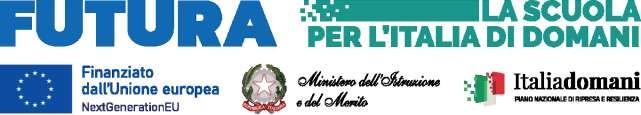 FUTURA
LA SCUOLA
PER L'ITALIA DI DOMANI
Finanziato
dall'Unione europea
NextGenerationEU
Ministero dell'Istruzione
e del Merito
Italiadomani
PIANO NAZIONALE DI RIPRESA E RESILIENZA